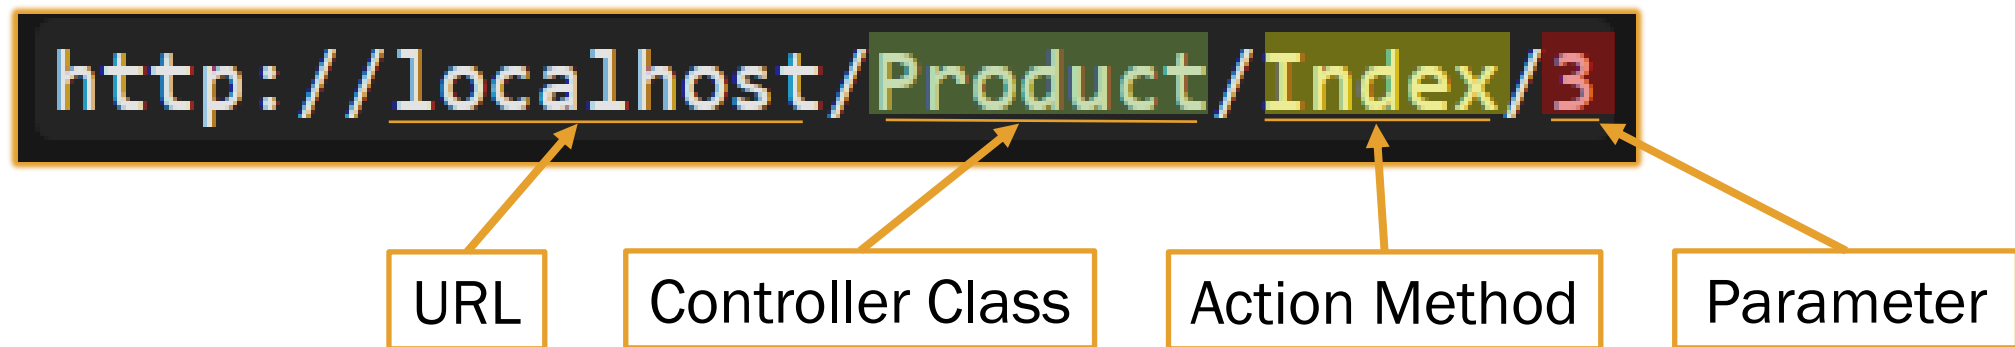 http://localhost/Product/Index/3
URL
Controller Class
Action Method
Parameter